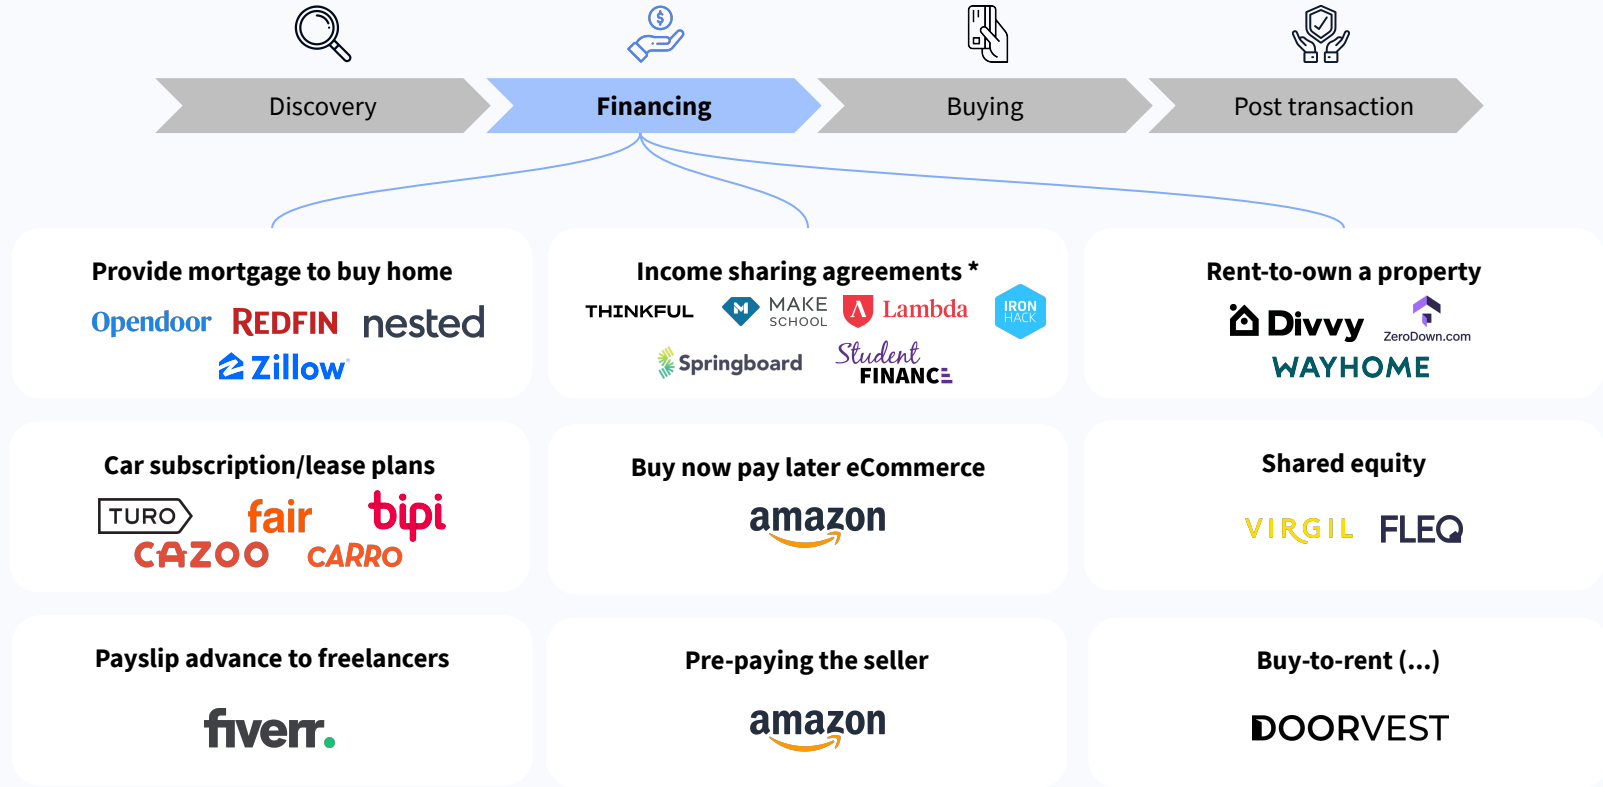 Discovery
Financing
Buying
Post transaction
Provide mortgage to buy home
Opendoor
REDFIN
nested
Zillow
Income sharing agreements *
THINKFUL
M
MAKE
SCHOOL
Lambda
IRON
HACK
Springboard
Student
FINANCE
Rent-to-own a property
Divvy
ZeroDown.com
WAYHOME
Car subscription/lease plans
TURO
fair
bipi
CAZOO
CARRO
Buy now pay later eCommerce
amazon
Shared equity
VIRGIL
FLEQ
Payslip advance to freelancers
fiverr.
Pre-paying the seller
amazon
Buy-to-rent (...)
DOORVEST